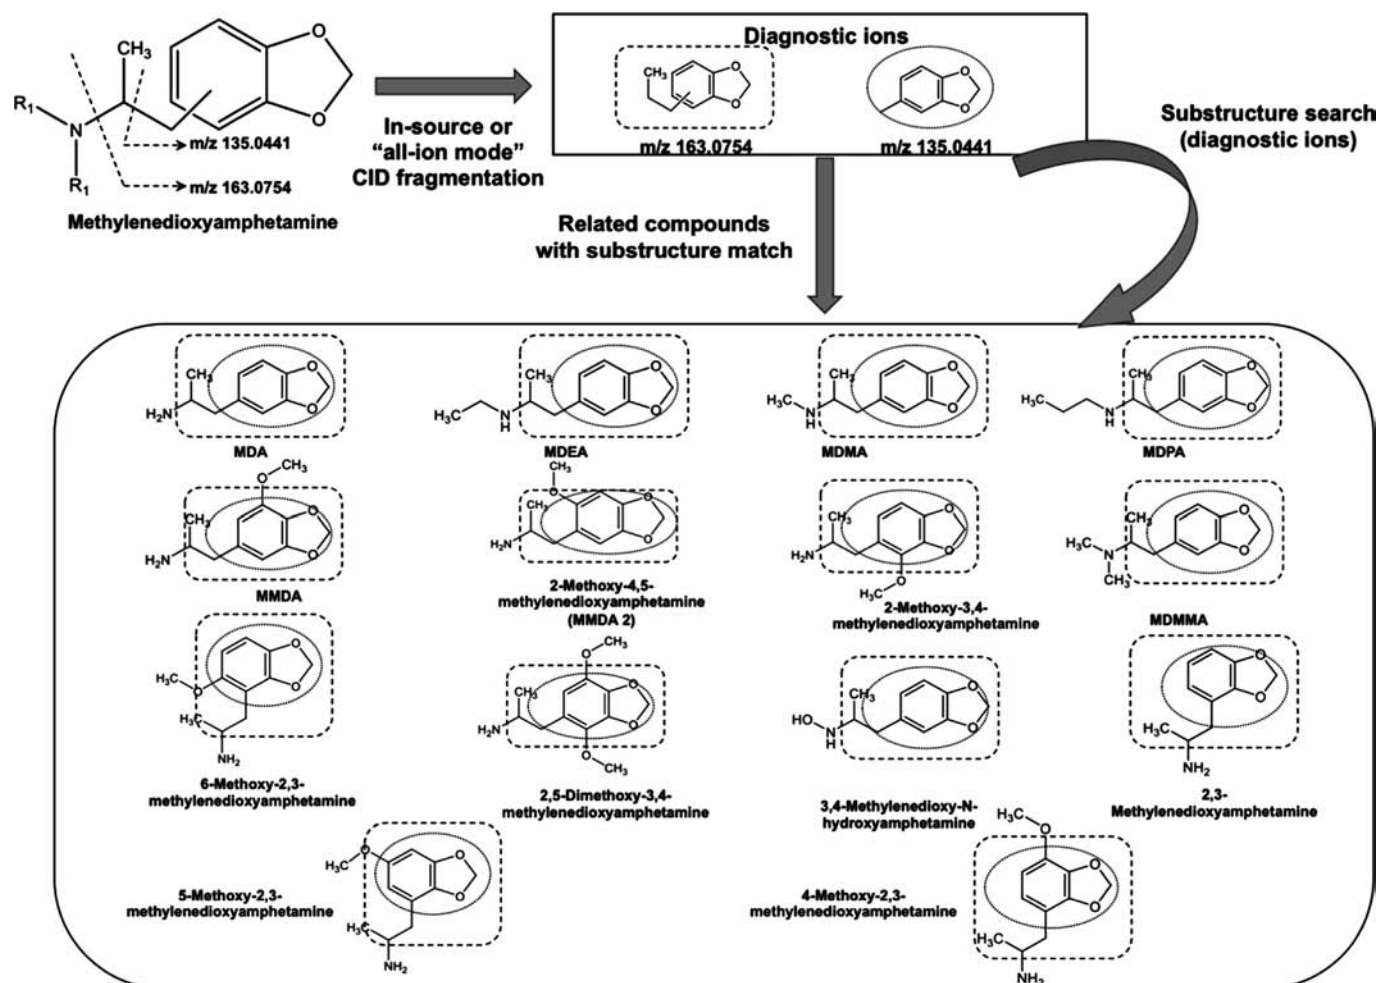 CH₃
O
O
R₁
N
R₁
m/z 135.0441
m/z 163.0754
Methylenedioxyamphetamine
In-source or
“all-ion mode”
CID fragmentation
Diagnostic ions
CH₃
O
O
O
O
m/z 163.0754
m/z 135.0441
Substructure search
(diagnostic ions)
Related compounds
with substructure match
CH₃
O
O
H₂N
MDA
CH₃
O
O
H₃C
N
H
MDEA
CH₃
O
O
H₃C
N
H
MDMA
CH₃
O
O
H₃C
N
H
MDPA
CH₃
O
CH₃
O
O
H₂N
MMDA
CH₃
O
CH₃
O
O
H₂N
2-Methoxy-4,5-
methylenedioxyamphetamine
(MMDA 2)
CH₃
O
O
H₂N
O
H₃C
2-Methoxy-3,4-
methylenedioxyamphetamine
CH₃
O
O
H₃C
N
CH₃
MDMMA
O
O
H₃C
O
H₃C
NH₂
6-Methoxy-2,3-
methylenedioxyamphetamine
CH₃
O
CH₃
O
O
H₂N
O
CH₃
2,5-Dimethoxy-3,4-
methylenedioxyamphetamine
CH₃
O
O
HO
N
H
3,4-Methylenedioxy-N-
hydroxyamphetamine
O
O
H₃C
NH₂
2,3-
Methylenedioxyamphetamine
H₃C
O
O
O
H₃C
NH₂
5-Methoxy-2,3-
methylenedioxyamphetamine
H₃C
O
O
O
H₃C
NH₂
4-Methoxy-2,3-
methylenedioxyamphetamine